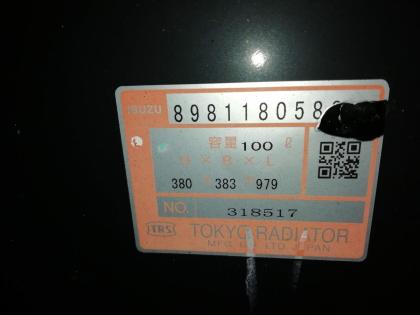 ISUZU 898118058
容量 100 ℓ
H×B×L
380 × 383 × 979
NO. 318517
TRS TOKYO RADIATOR
MFG. CO. LTD. JAPAN